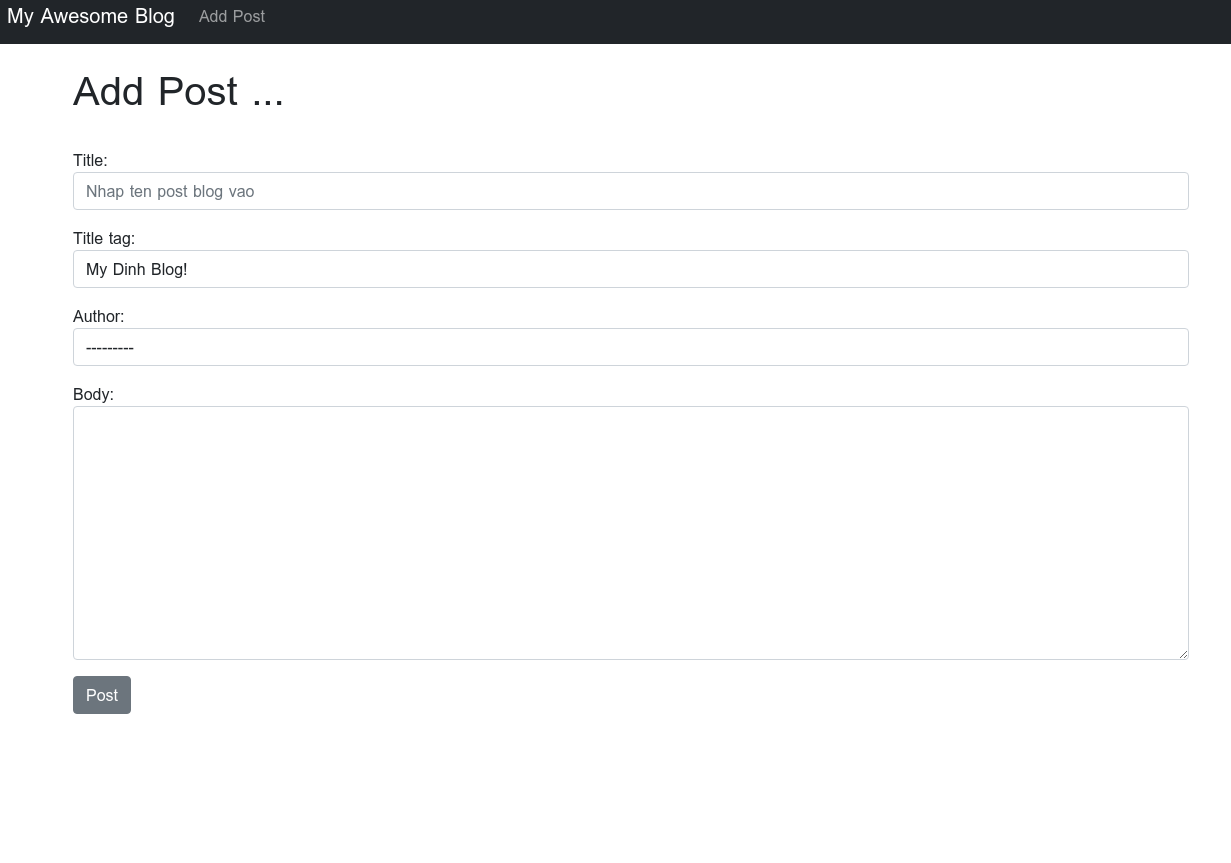 My Awesome Blog Add Post
Add Post ...
Title:
Nhap ten post blog vao
Title tag:
My Dinh Blog!
Author:
---------
Body:
Post